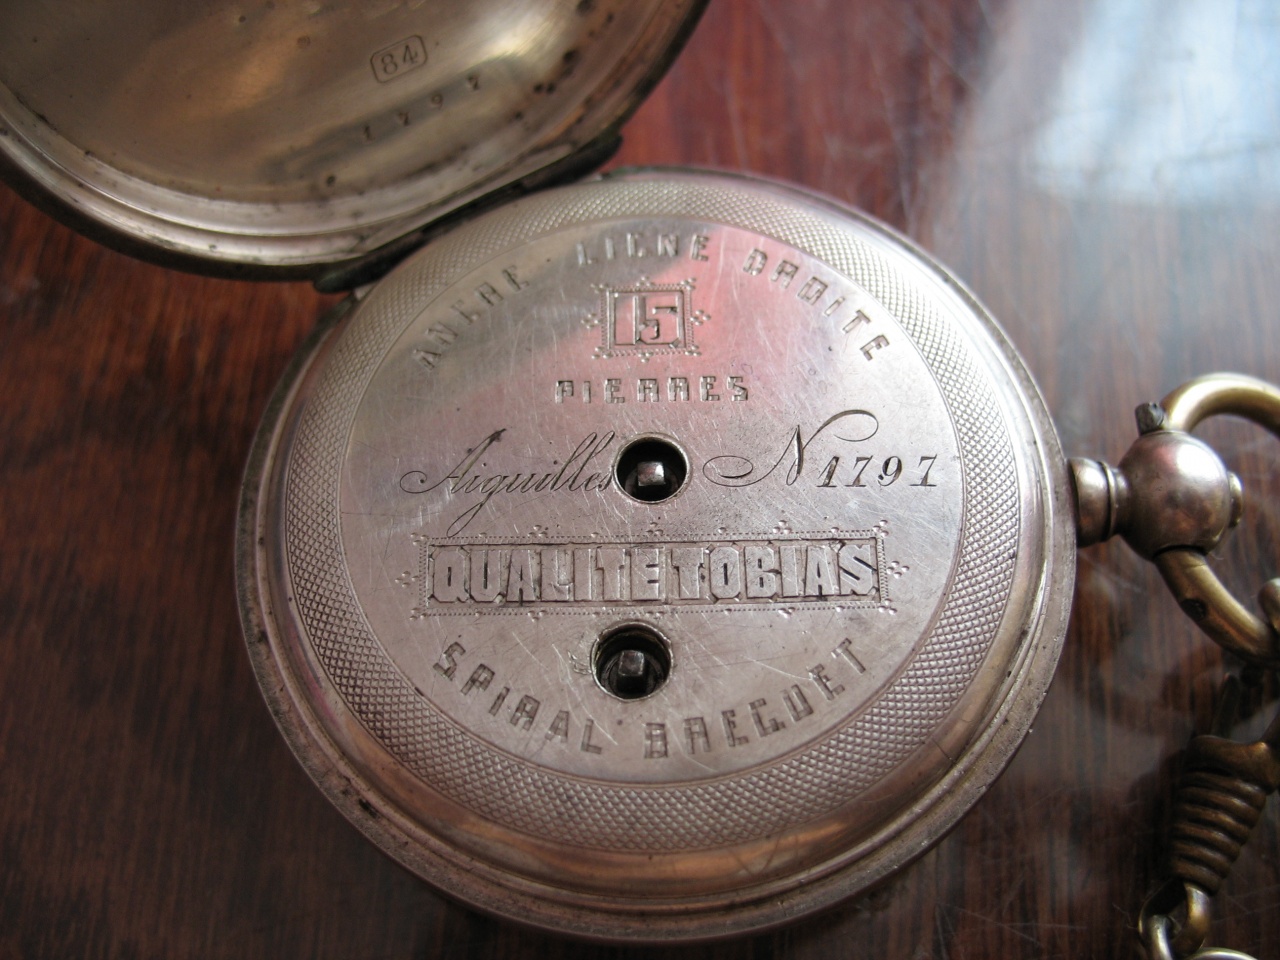 84
1797
ANCRE LIGNE DROITE
15
PIERRES
Aiguilles N 1797
QUALITE TOBIAS
SPIRAL BREGUET